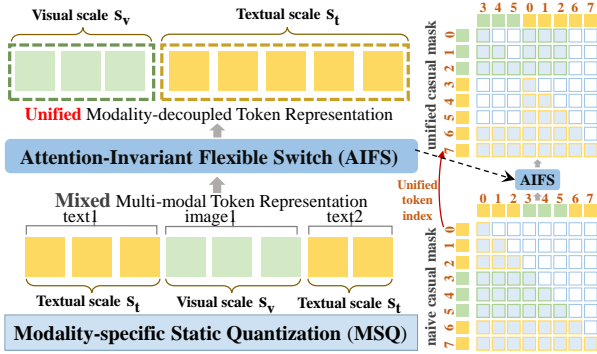 Visual scale Sv
Textual scale St
Unified Modality-decoupled Token Representation
Attention-Invariant Flexible Switch (AIFS)
Mixed Multi-modal Token Representation
text1
image1
text2
Textual scale St
Visual scale Sv
Textual scale St
Modality-specific Static Quantization (MSQ)
3 4 5 0 1 2 6 7
unified casual mask
0
1
2
3
4
5
6
7
AIFS
Unified
token
index
0 1 2 3 4 5 6 7
naive casual mask
0
1
2
3
4
5
6
7